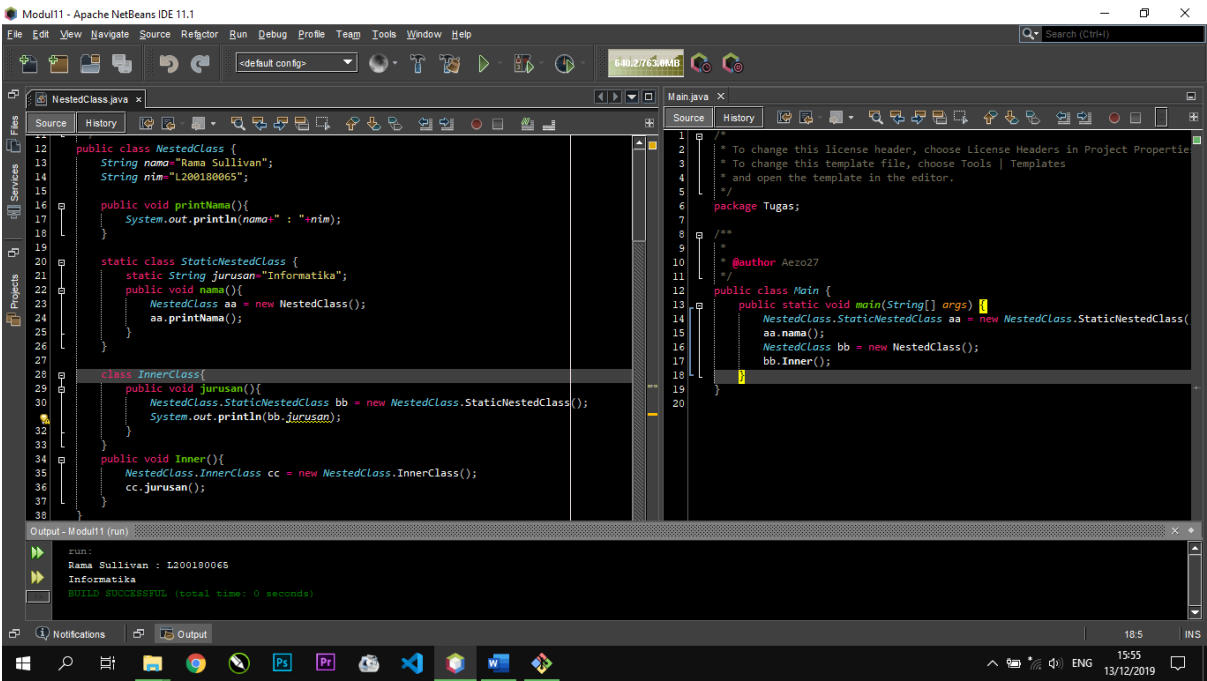 Modul11 - Apache NetBeans IDE 11.1
File Edit View Navigate Source Refactor Run Debug Profile Team Tools Window Help
Search (Ctrl+I)
<default config>
640.2/763.0MB
NestedClass.java
Source History
12 public class NestedClass {
13 String nama="Rama Sullivan";
14 String nim="L200180065";
15
16 public void printNama(){
17 System.out.println(nama+" : "+nim);
18 }
19
20 static class StaticNestedClass {
21 static String jurusan="Informatika";
22 public void nama(){
23 NestedClass aa = new NestedClass();
24 aa.printNama();
25 }
26 }
27
28 class InnerClass{
29 public void jurusan(){
30 NestedClass.StaticNestedClass bb = new NestedClass.StaticNestedClass();
System.out.println(bb.jurusan);
32 }
33 }
34 public void Inner(){
35 NestedClass.InnerClass cc = new NestedClass.InnerClass();
36 cc.jurusan();
37 }
38 }
Main.java
Source History
1 /*
2 * To change this license header, choose License Headers in Project Propertie
3 * To change this template file, choose Tools | Templates
4 * and open the template in the editor.
5 */
6 package Tugas;
7
8 /**
9 *
10 * @author Aezo27
11 */
12 public class Main {
13 public static void main(String[] args) {
14 NestedClass.StaticNestedClass aa = new NestedClass.StaticNestedClass(
15 aa.nama();
16 NestedClass bb = new NestedClass();
17 bb.Inner();
18 }
19 }
20
Files
Services
Projects
Output - Modul11 (run)
run:
Rama Sullivan : L200180065
Informatika
BUILD SUCCESSFUL (total time: 0 seconds)
Notifications Output
18:5 INS
Ps Pr W
ENG
15:55
13/12/2019